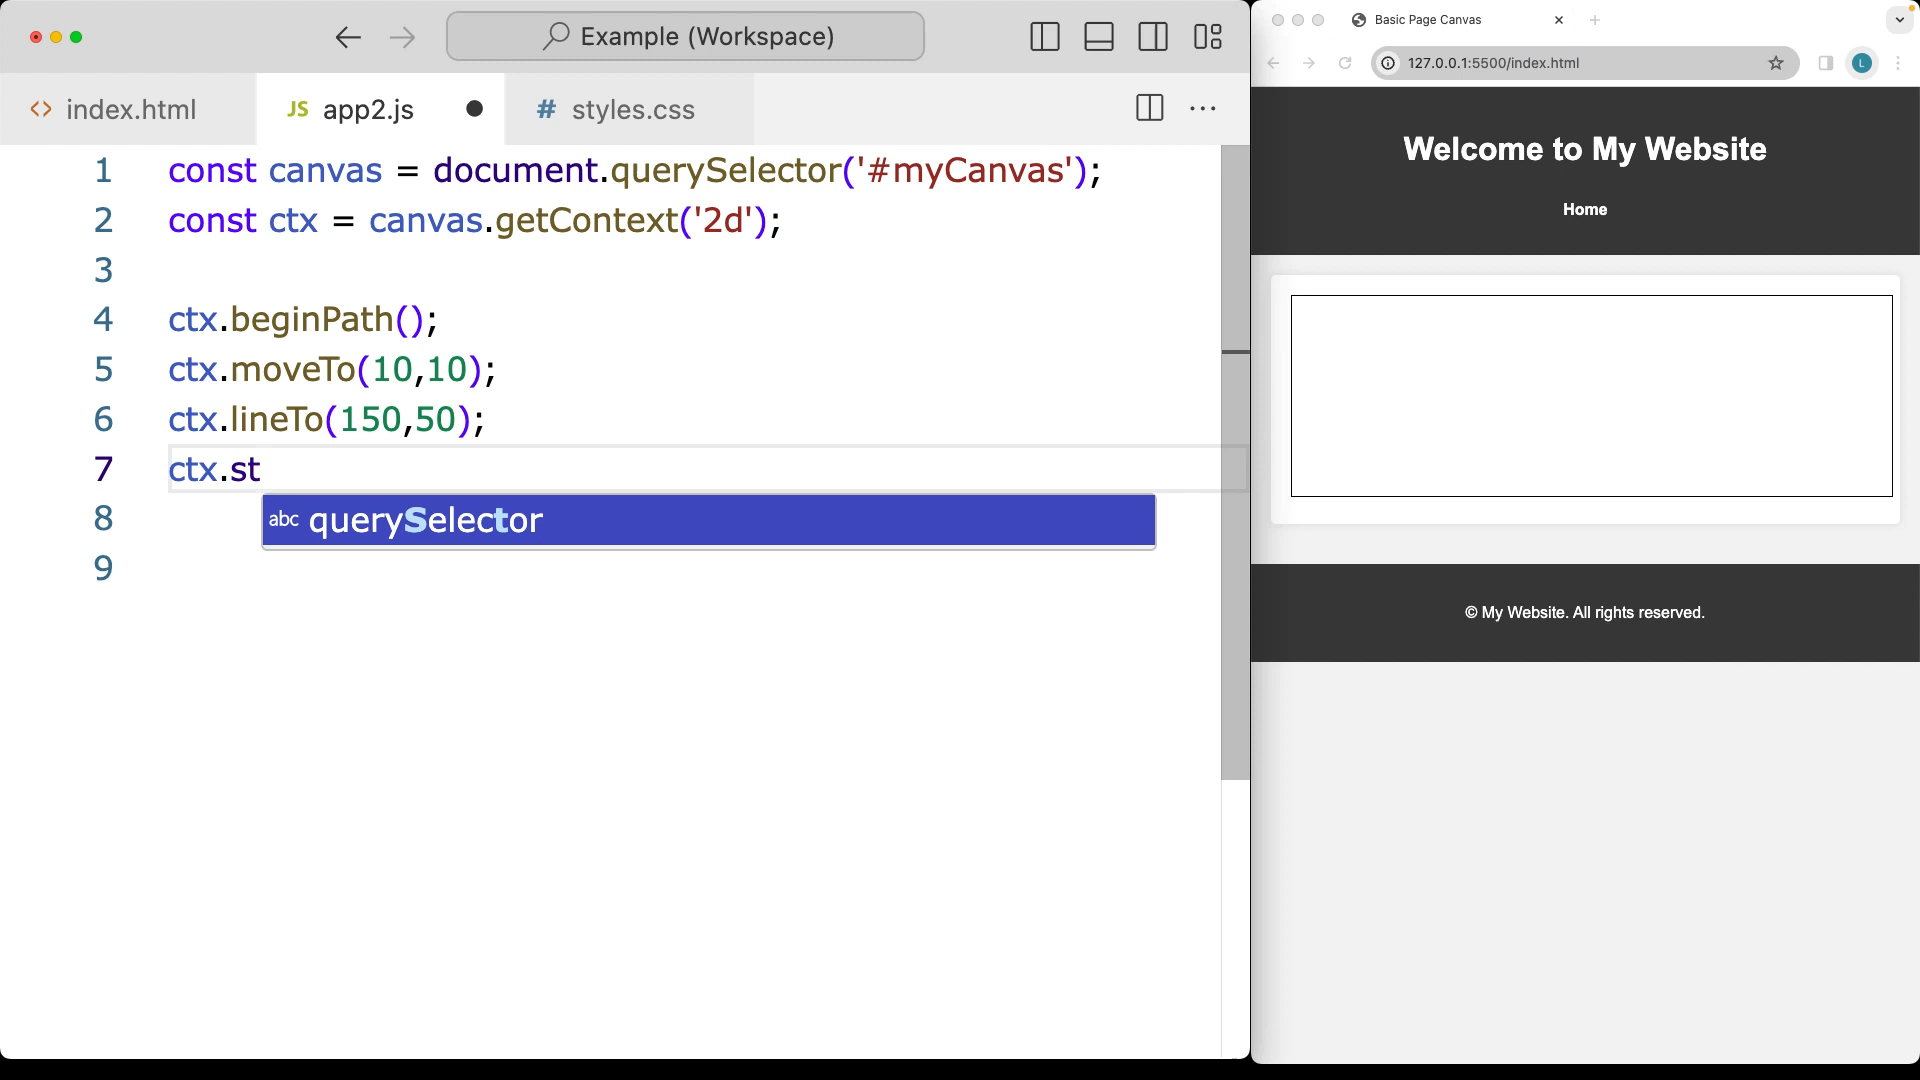 Example (Workspace)
<> index.html
JS app2.js
# styles.css
1 const canvas = document.querySelector('#myCanvas');
2 const ctx = canvas.getContext('2d');
3
4 ctx.beginPath();
5 ctx.moveTo(10,10);
6 ctx.lineTo(150,50);
7 ctx.st
abc querySelector
8
9
Basic Page Canvas
127.0.0.1:5500/index.html
L
Welcome to My Website
Home
© My Website. All rights reserved.